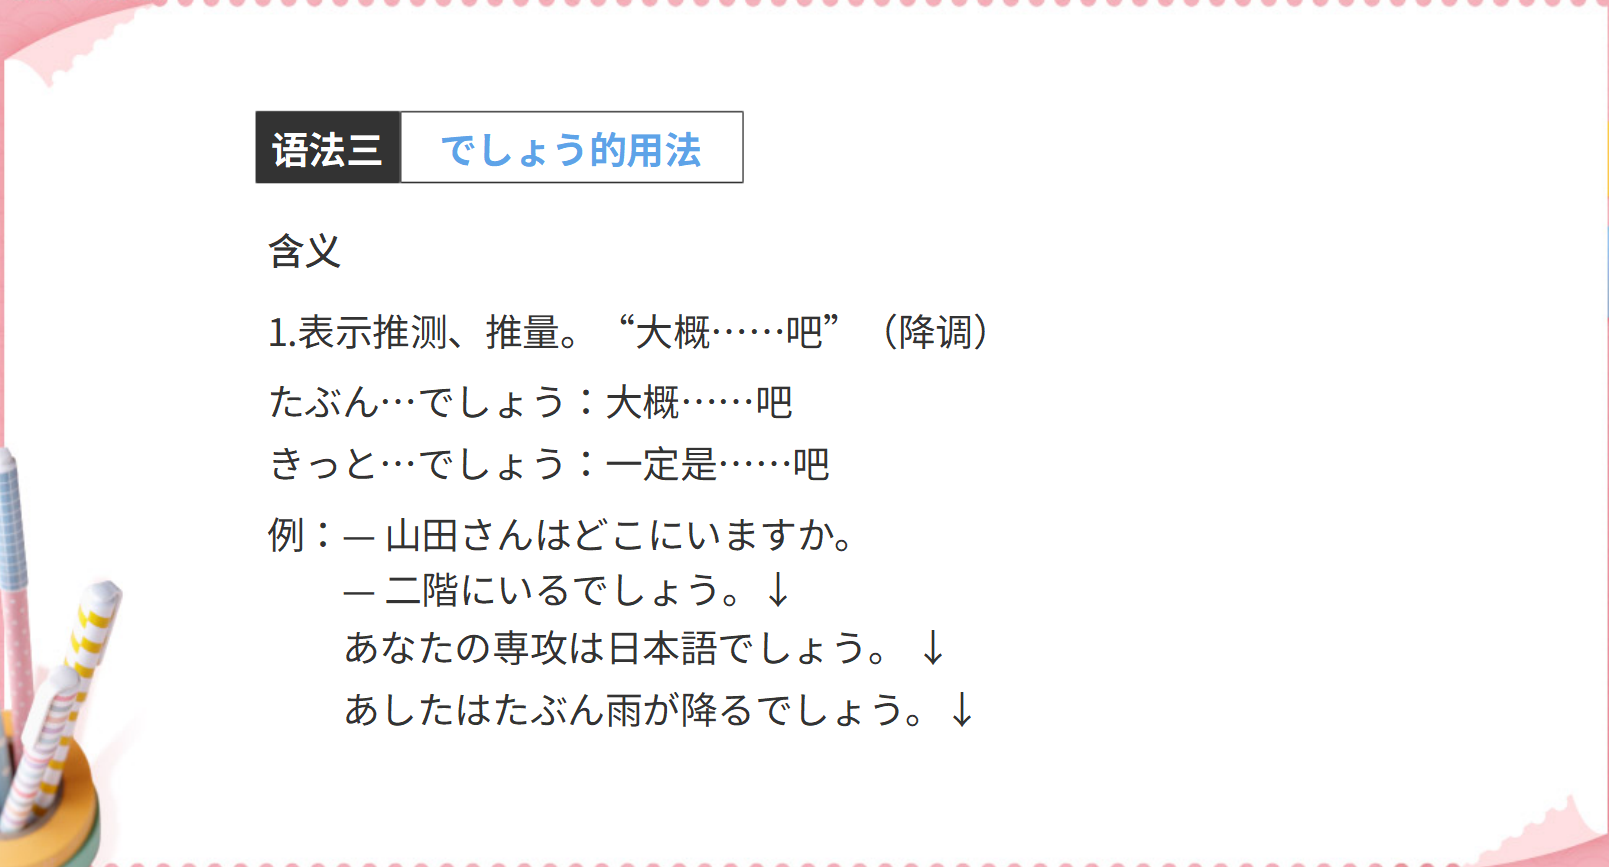 语法三 でしょう的用法
含义
1.表示推测、推量。“大概……吧”（降调）
たぶん…でしょう：大概……吧
きっと…でしょう：一定是……吧
例：— 山田さんはどこにいますか。
— 二階にいるでしょう。↓
あなたの専攻は日本語でしょう。 ↓
あしたはたぶん雨が降るでしょう。↓